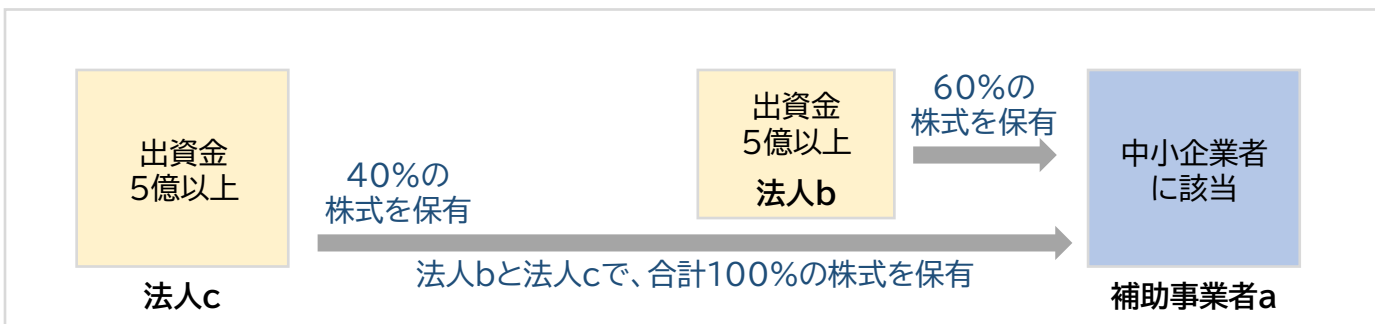 出資金
5億以上
法人c
40%の
株式を保有
出資金
5億以上
法人b
60%の
株式を保有
中小企業者
に該当
補助事業者a
法人bと法人cで、合計100%の株式を保有